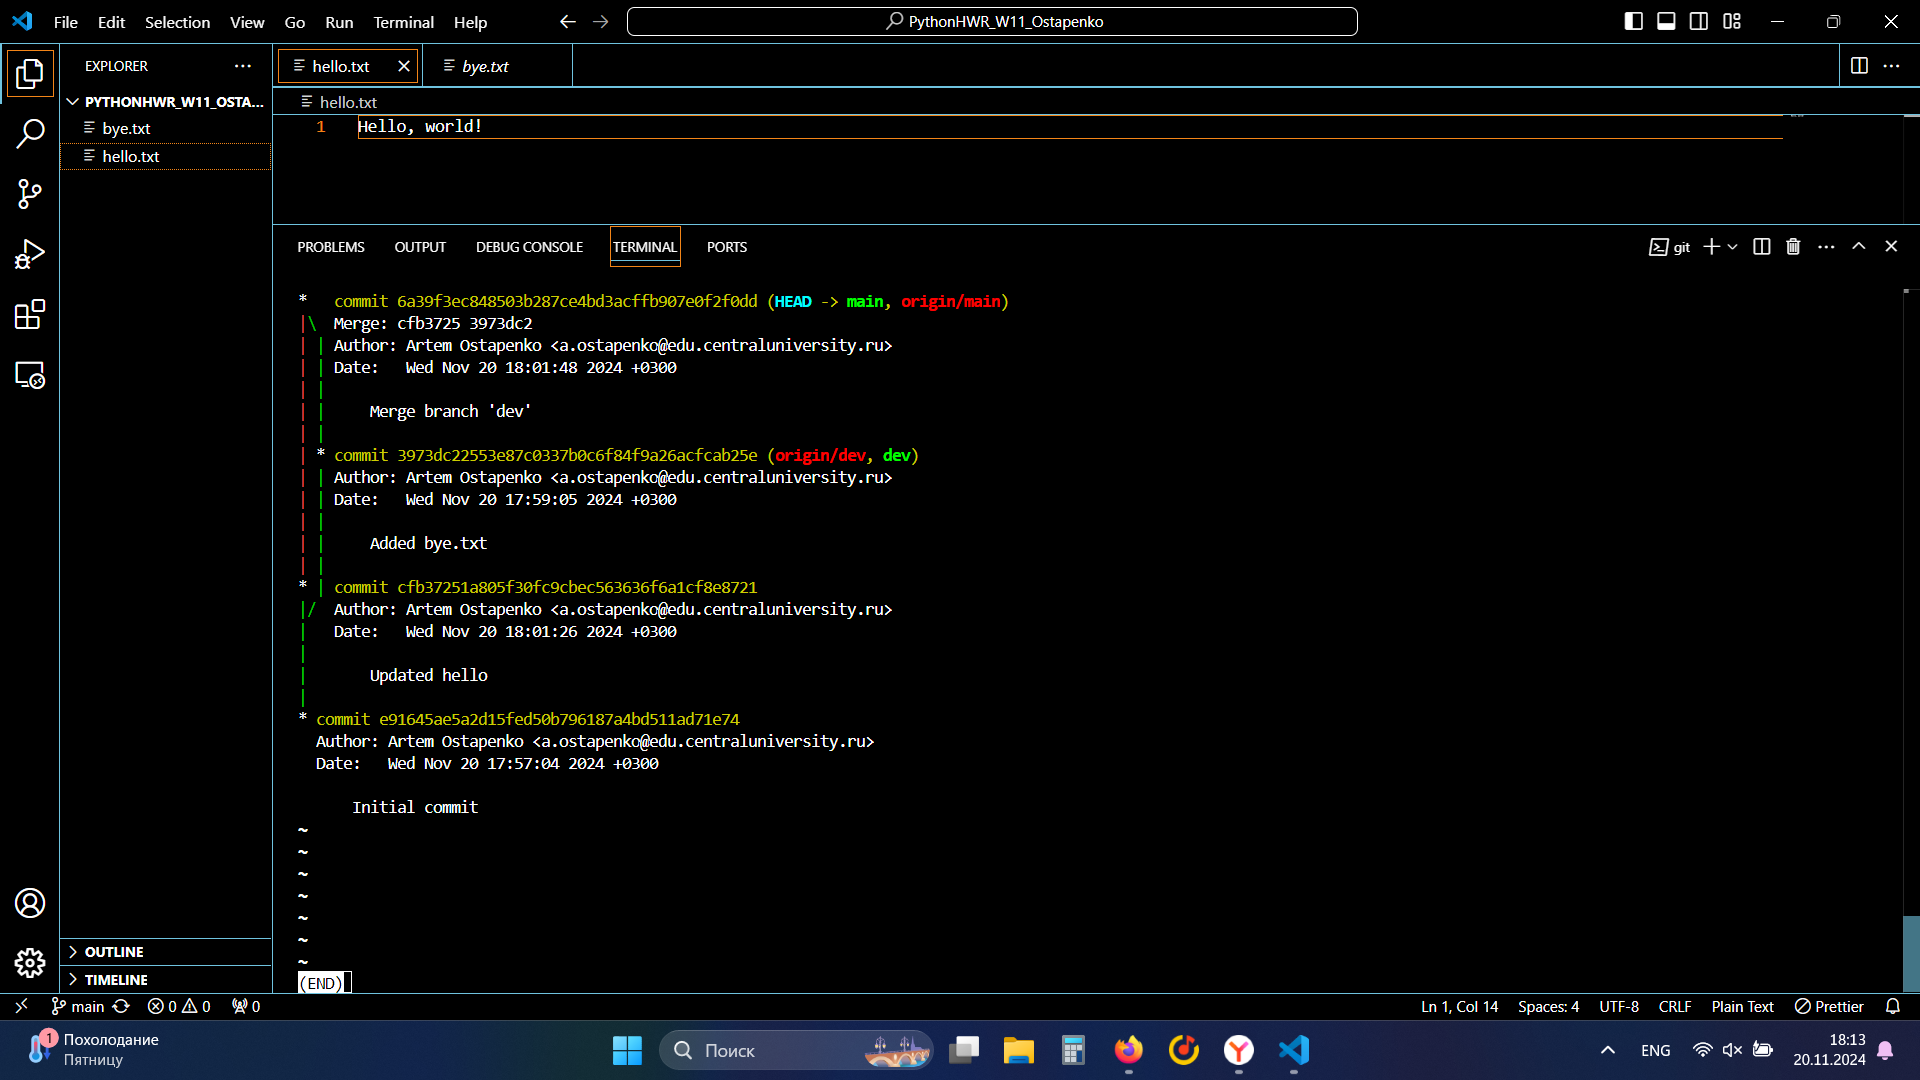 File Edit Selection View Go Run Terminal Help
PythonHWR_W11_Ostapenko
EXPLORER
PYTHONHWR_W11_OSTA...
bye.txt
hello.txt
OUTLINE
TIMELINE
hello.txt
bye.txt
hello.txt
1 Hello, world!
PROBLEMS OUTPUT DEBUG CONSOLE TERMINAL PORTS
git
* commit 6a39f3ec848503b287ce4bd3acffb907e0f2f0dd (HEAD -> main, origin/main)
|\ Merge: cfb3725 3973dc2
| | Author: Artem Ostapenko <a.ostapenko@edu.centraluniversity.ru>
| | Date: Wed Nov 20 18:01:48 2024 +0300
| |
| | Merge branch 'dev'
| |
| * commit 3973dc22553e87c0337b0c6f84f9a26acfcab25e (origin/dev, dev)
| | Author: Artem Ostapenko <a.ostapenko@edu.centraluniversity.ru>
| | Date: Wed Nov 20 17:59:05 2024 +0300
| |
| | Added bye.txt
| |
* | commit cfb37251a805f30fc9cbec563636f6a1cf8e8721
|/ Author: Artem Ostapenko <a.ostapenko@edu.centraluniversity.ru>
| Date: Wed Nov 20 18:01:26 2024 +0300
|
| Updated hello
|
* commit e91645ae5a2d15fed50b796187a4bd511ad71e74
Author: Artem Ostapenko <a.ostapenko@edu.centraluniversity.ru>
Date: Wed Nov 20 17:57:04 2024 +0300
Initial commit
~
~
~
~
~
~
~
(END)
main 0 0 0
Ln 1, Col 14 Spaces: 4 UTF-8 CRLF Plain Text Prettier
1
Похолодание
Пятницу
Поиск
ENG
18:13
20.11.2024